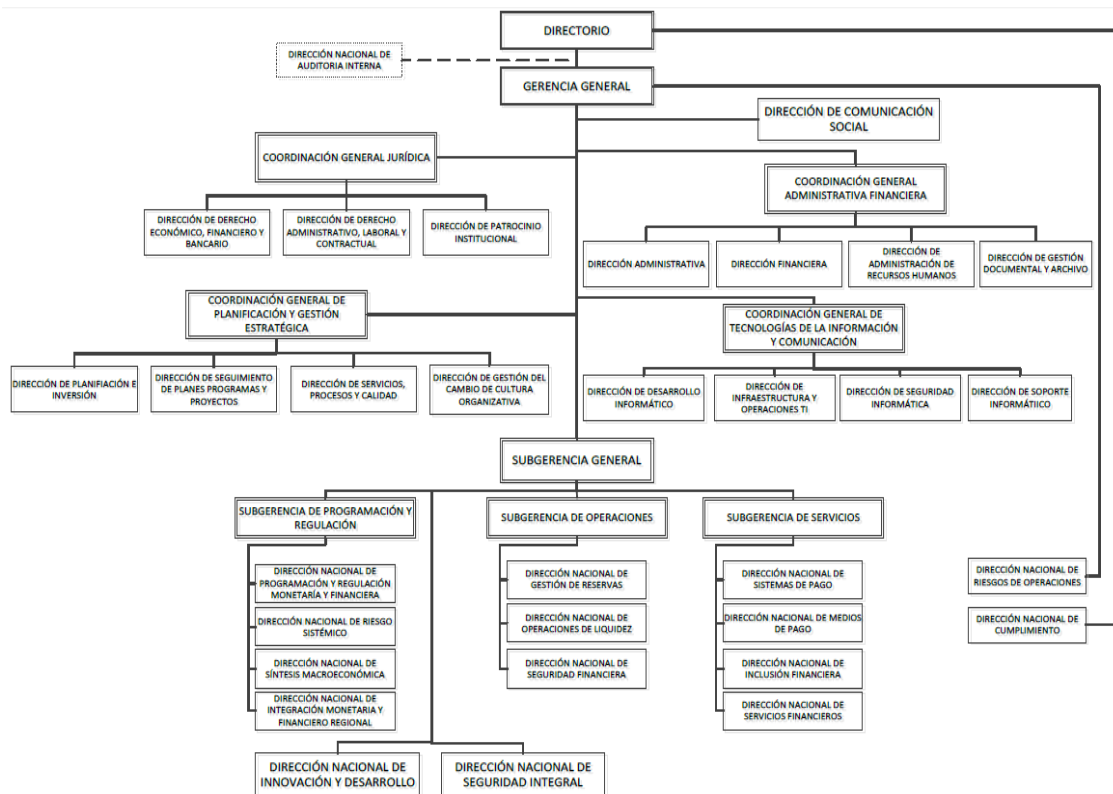 DIRECTORIO
DIRECCIÓN NACIONAL DE
AUDITORIA INTERNA
GERENCIA GENERAL
DIRECCIÓN DE COMUNICACIÓN
SOCIAL
COORDINACIÓN GENERAL JURÍDICA
COORDINACIÓN GENERAL
ADMINISTRATIVA FINANCIERA
DIRECCIÓN DE DERECHO
ECONÓMICO, FINANCIERO Y
BANCARIO
DIRECCIÓN DE DERECHO
ADMINISTRATIVO, LABORAL Y
CONTRACTUAL
DIRECCIÓN DE PATROCINIO
INSTITUCIONAL
DIRECCIÓN ADMINISTRATIVA
DIRECCIÓN FINANCIERA
DIRECCIÓN DE
ADMINISTRACIÓN DE
RECURSOS HUMANOS
DIRECCIÓN DE GESTIÓN
DOCUMENTAL Y ARCHIVO
COORDINACIÓN GENERAL DE
PLANIFICACIÓN Y GESTIÓN
ESTRATÉGICA
COORDINACIÓN GENERAL DE
TECNOLOGÍAS DE LA INFORMACIÓN
Y COMUNICACIÓN
DIRECCIÓN DE PLANIFIACIÓN E
INVERSIÓN
DIRECCIÓN DE SEGUIMIENTO
DE PLANES PROGRAMAS Y
PROYECTOS
DIRECCIÓN DE SERVICIOS,
PROCESOS Y CALIDAD
DIRECCIÓN DE GESTIÓN DEL
CAMBIO DE CULTURA
ORGANIZATIVA
DIRECCIÓN DE DESARROLLO
INFORMÁTICO
DIRECCIÓN DE
INFRAESTRUCTURA Y
OPERACIONES TI
DIRECCIÓN DE SEGURIDAD
INFORMÁTICA
DIRECCIÓN DE SOPORTE
INFORMÁTIICO
SUBGERENCIA GENERAL
SUBGERENCIA DE PROGRAMACIÓN Y
REGULACIÓN
SUBGERENCIA DE OPERACIONES
SUBGERENCIA DE SERVICIOS
DIRECCIÓN NACIONAL DE
PROGRAMACIÓN Y REGULACIÓN
MONETARÍA Y FINANCIERA
DIRECCIÓN NACIONAL DE RIESGO
SISTÉMICO
DIRECCIÓN NACIONAL DE
SÍNTESIS MACROECONÓMICA
DIRECCIÓN NACIONAL DE
INTEGRACIÓN MONETARIA Y
FINANCIERO REGIONAL
DIRECCIÓN NACIONAL DE
GESTIÓN DE RESERVAS
DIRECCIÓN NACIONAL DE
OPERACIONES DE LIQUIDEZ
DIRECCIÓN NACIONAL DE
SEGURIDAD FINANCIERA
DIRECCIÓN NACIONAL DE
SISTEMAS DE PAGO
DIRECCIÓN NACIONAL DE MEDIOS
DE PAGO
DIRECCIÓN NACIONAL DE
INCLUSIÓN FINANCIERA
DIRECCIÓN NACIONAL DE
SERVICIOS FINANCIEROS
DIRECCIÓN NACIONAL DE
RIESGOS DE OPERACIONES
DIRECCIÓN NACIONAL DE
CUMPLIMIENTO
DIRECCIÓN NACIONAL DE
INNOVACIÓN Y DESARROLLO
DIRECCIÓN NACIONAL DE
SEGURIDAD INTEGRAL